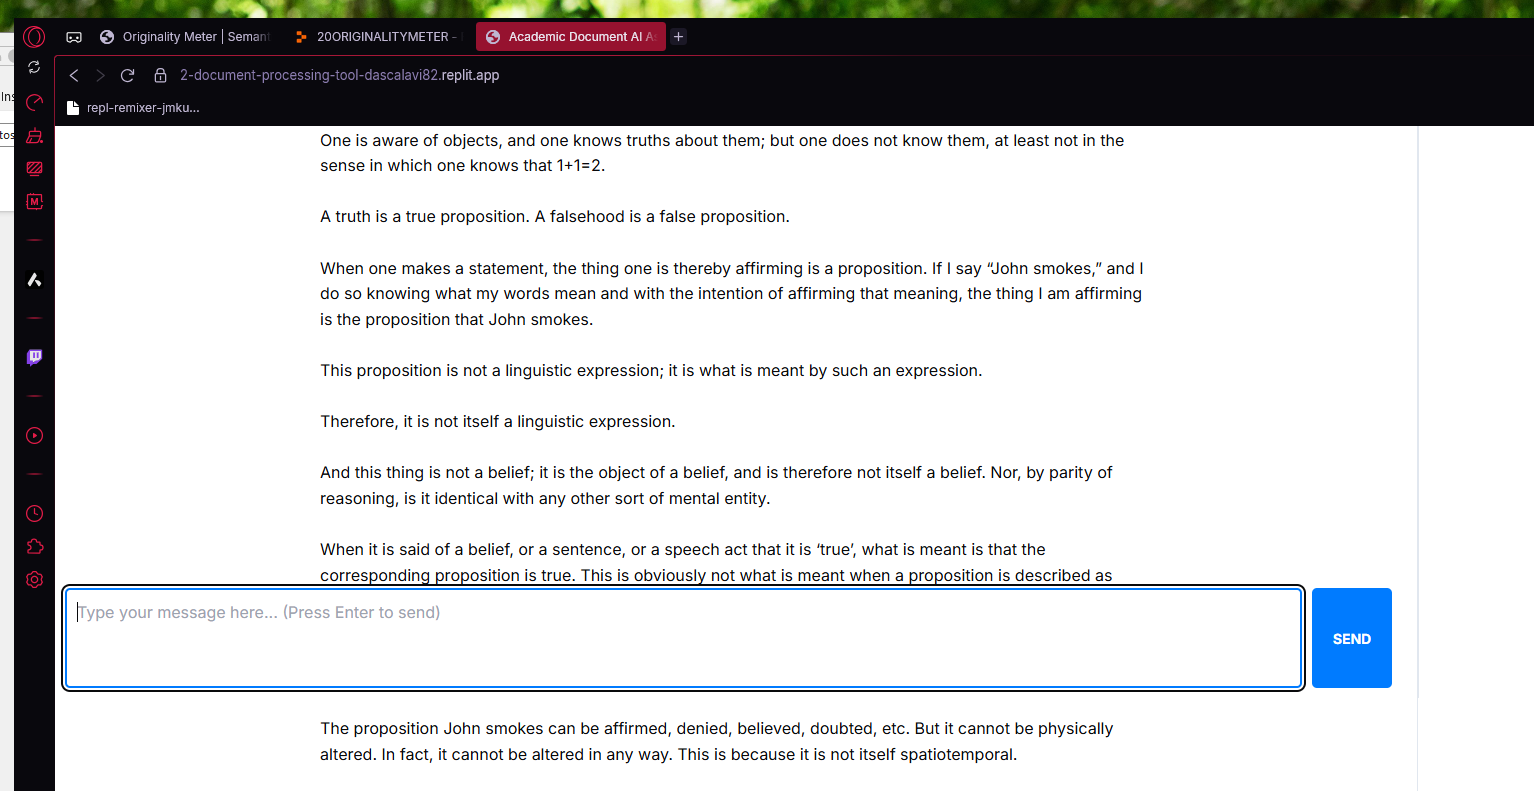 Originality Meter | Semant
20ORIGINALITYMETER -
Academic Document AI A
2-document-processing-tool-dascalavi82.replit.app
Ins
repl-remixer-jmku...
tos
M
One is aware of objects, and one knows truths about them; but one does not know them, at least not in the
sense in which one knows that 1+1=2.
A truth is a true proposition. A falsehood is a false proposition.
When one makes a statement, the thing one is thereby affirming is a proposition. If I say “John smokes,” and I
do so knowing what my words mean and with the intention of affirming that meaning, the thing I am affirming
is the proposition that John smokes.
This proposition is not a linguistic expression; it is what is meant by such an expression.
Therefore, it is not itself a linguistic expression.
And this thing is not a belief; it is the object of a belief, and is therefore not itself a belief. Nor, by parity of
reasoning, is it identical with any other sort of mental entity.
When it is said of a belief, or a sentence, or a speech act that it is ‘true’, what is meant is that the
corresponding proposition is true. This is obviously not what is meant when a proposition is described as
Type your message here... (Press Enter to send)
SEND
The proposition John smokes can be affirmed, denied, believed, doubted, etc. But it cannot be physically
altered. In fact, it cannot be altered in any way. This is because it is not itself spatiotemporal.